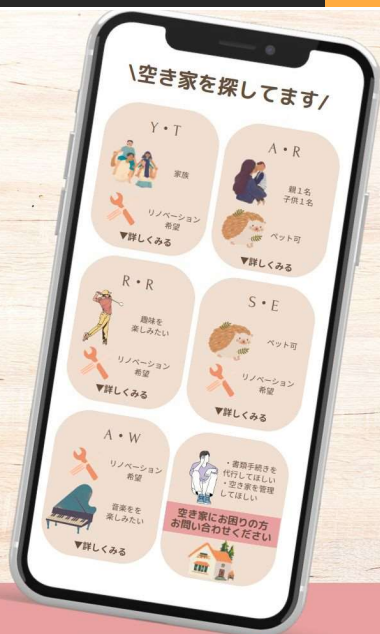 \空き家を探してます/
Y・T
家族
リノベーション
希望
▼詳しくみる
A・R
親1名
子供1名
ペット可
▼詳しくみる
R・R
趣味を
楽しみたい
リノベーション
希望
▼詳しくみる
S・E
ペット可
リノベーション
希望
▼詳しくみる
A・W
リノベーション
希望
音楽をを
楽しみたい
▼詳しくみる
・書類手続きを
代行してほしい
・空き家を管理
してほしい
空き家にお困りの方
お問い合わせください